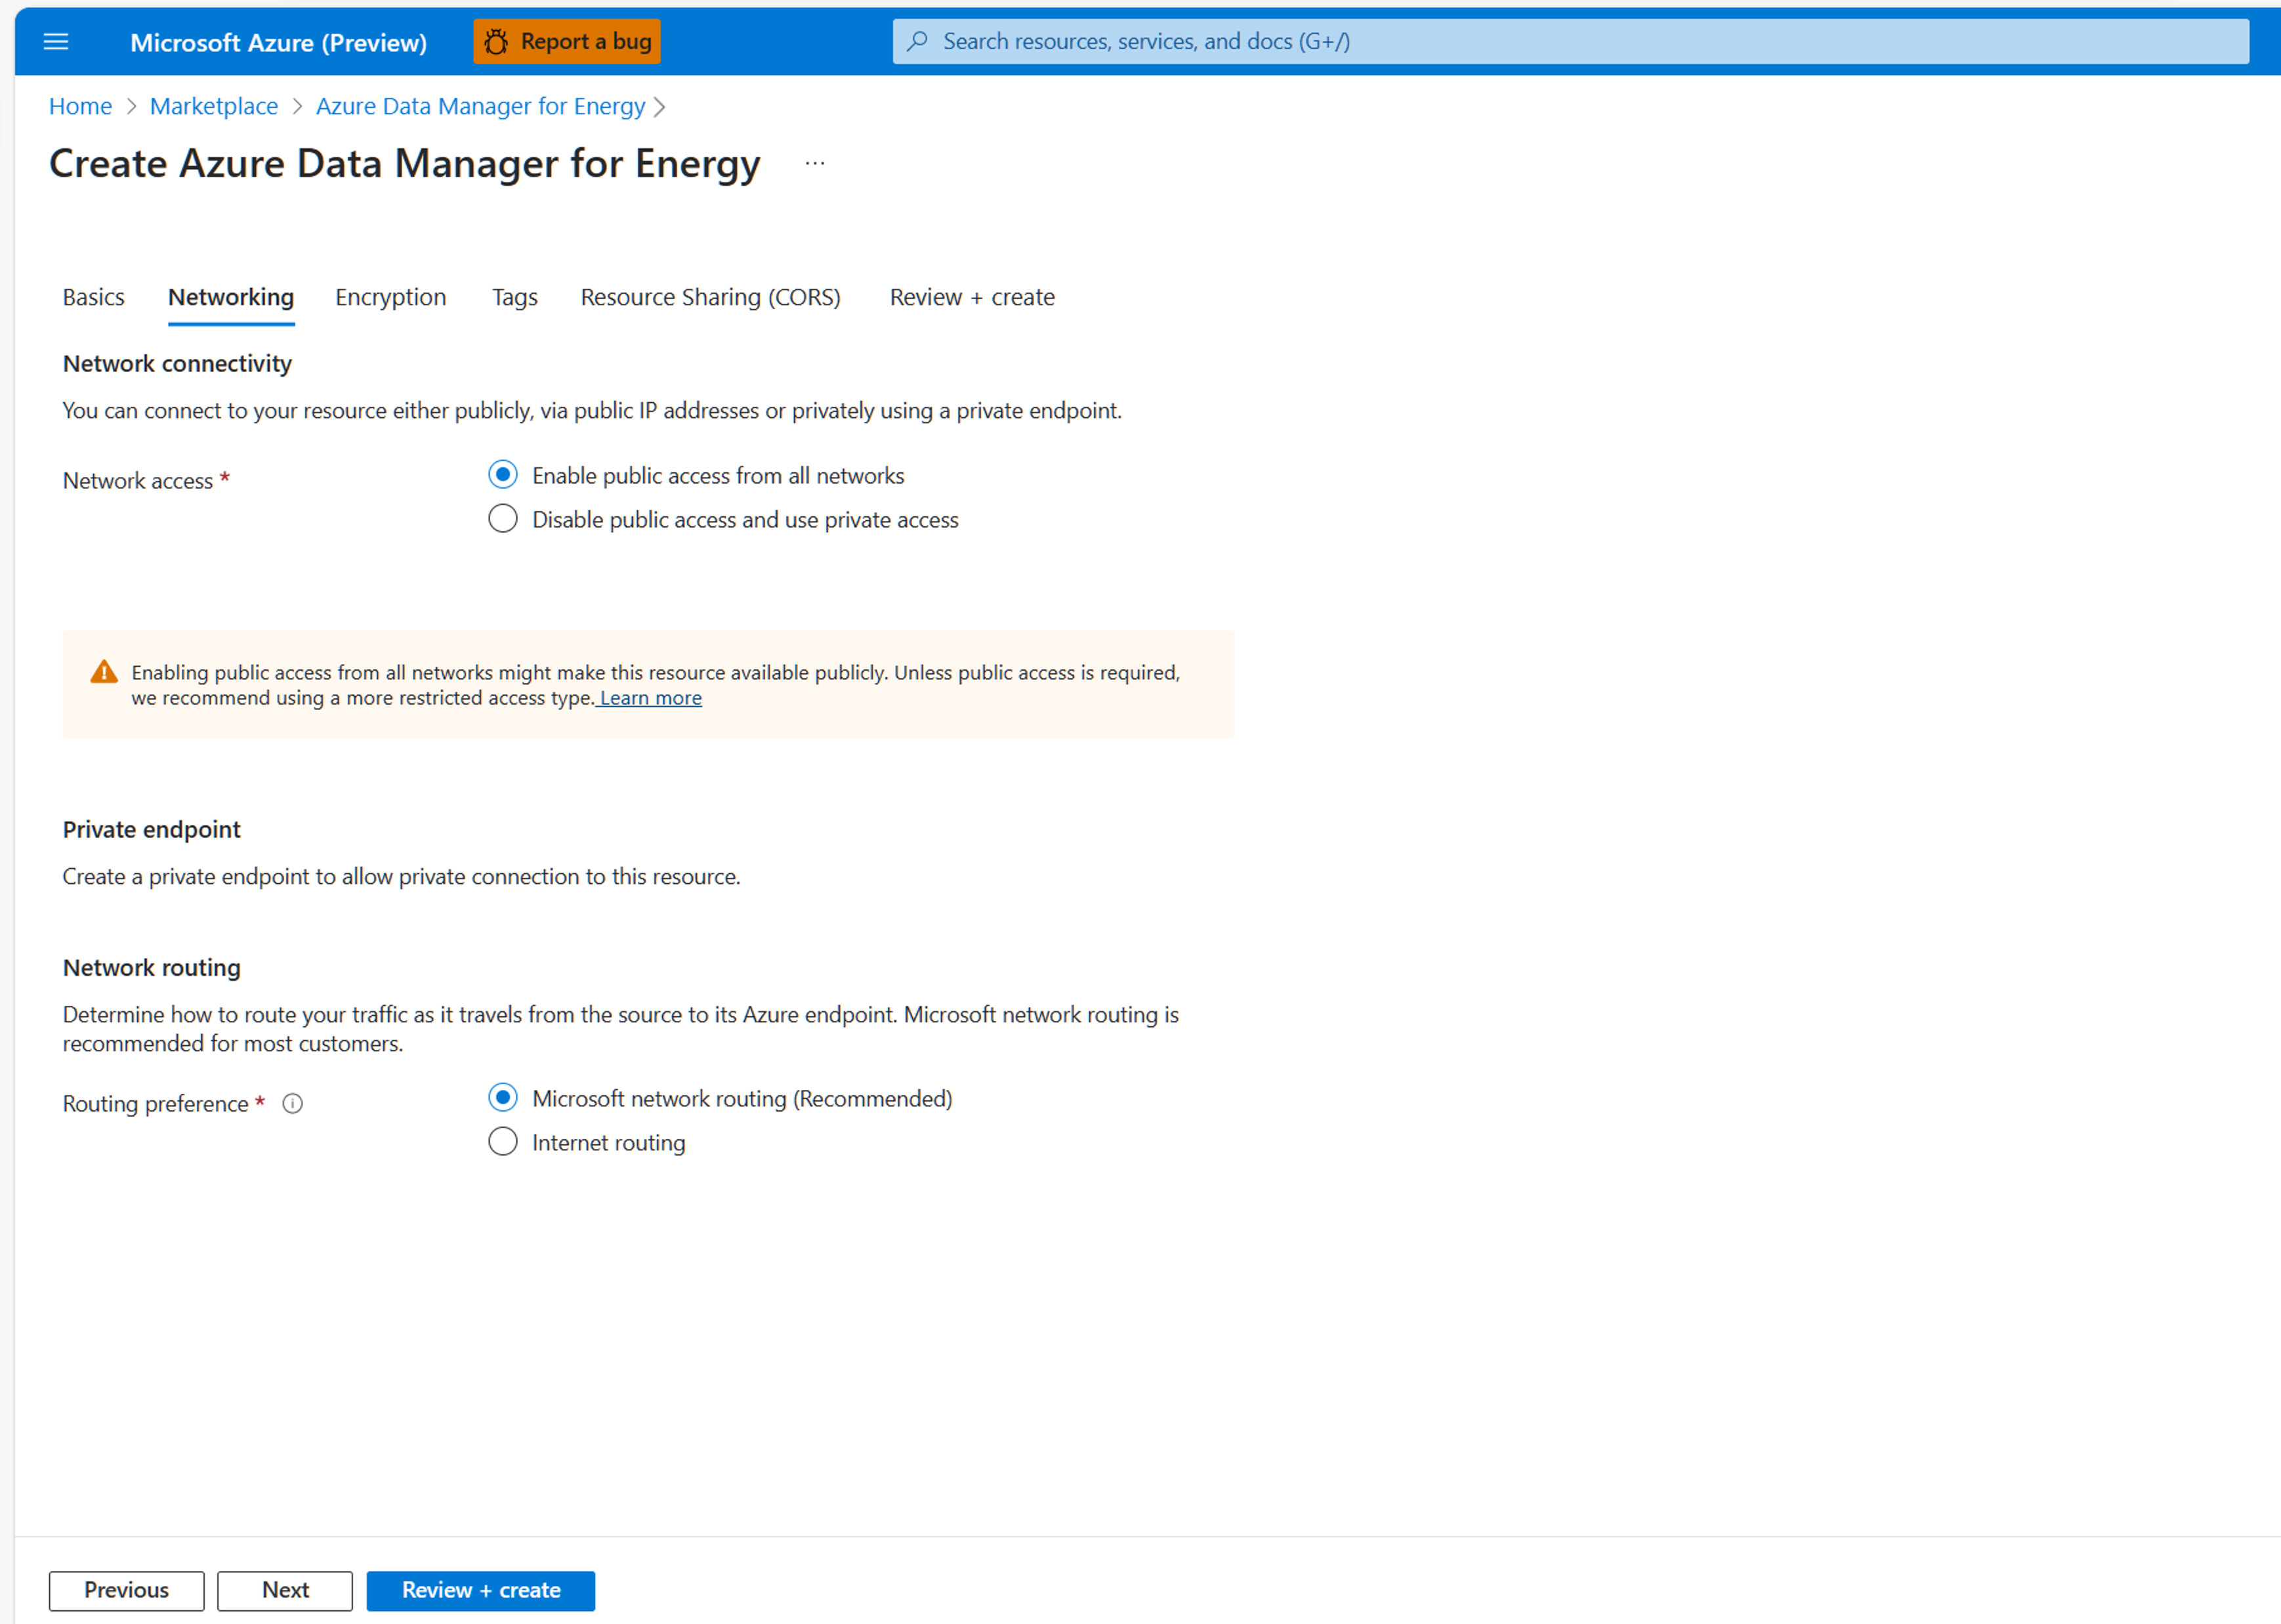 Microsoft Azure (Preview)
Report a bug
Search resources, services, and docs (G+/)
Home > Marketplace > Azure Data Manager for Energy >
Create Azure Data Manager for Energy ...
Basics
Networking
Encryption
Tags
Resource Sharing (CORS)
Review + create
Network connectivity
You can connect to your resource either publicly, via public IP addresses or privately using a private endpoint.
Network access *
Enable public access from all networks
Disable public access and use private access
Enabling public access from all networks might make this resource available publicly. Unless public access is required,
we recommend using a more restricted access type. Learn more
Private endpoint
Create a private endpoint to allow private connection to this resource.
Network routing
Determine how to route your traffic as it travels from the source to its Azure endpoint. Microsoft network routing is
recommended for most customers.
Routing preference *
Microsoft network routing (Recommended)
Internet routing
Previous
Next
Review + create